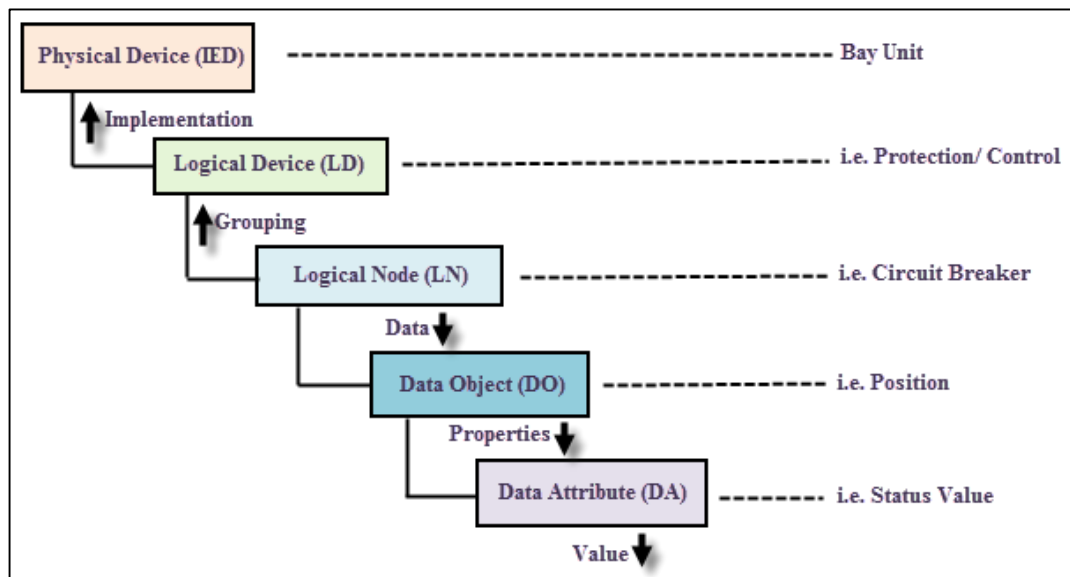 Physical Device (IED)
Bay Unit
Implementation
Logical Device (LD)
i.e. Protection/ Control
Grouping
Logical Node (LN)
i.e. Circuit Breaker
Data
Data Object (DO)
i.e. Position
Properties
Data Attribute (DA)
i.e. Status Value
Value